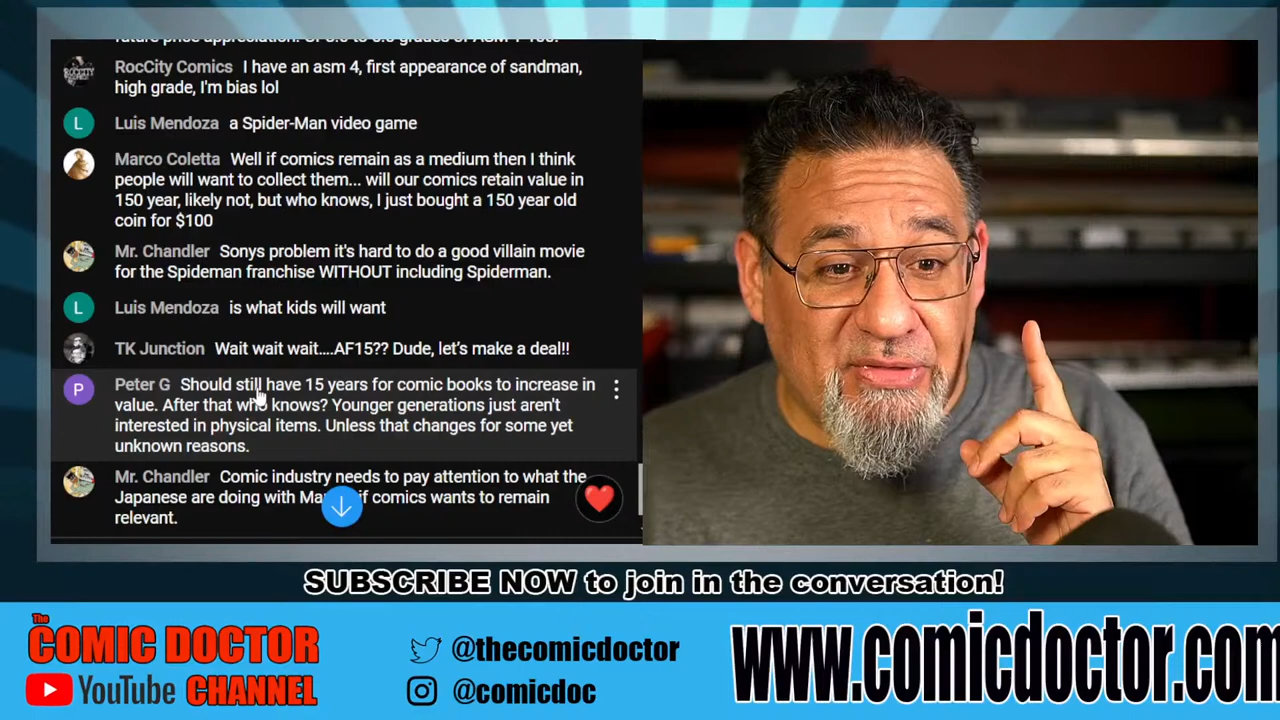 RocCity Comics I have an asm 4, first appearance of sandman,
high grade, I'm bias lol
L Luis Mendoza a Spider-Man video game
Marco Coletta Well if comics remain as a medium then I think
people will want to collect them... will our comics retain value in
150 year, likely not, but who knows, I just bought a 150 year old
coin for $100
Mr. Chandler Sonys problem it's hard to do a good villain movie
for the Spideman franchise WITHOUT including Spiderman.
L Luis Mendoza is what kids will want
TK Junction Wait wait wait....AF15?? Dude, let's make a deal!!
P Peter G Should still have 15 years for comic books to increase in
value. After that who knows? Younger generations just aren't
interested in physical items. Unless that changes for some yet
unknown reasons.
Mr. Chandler Comic industry needs to pay attention to what the
Japanese are doing with if comics wants to remain
relevant.
SUBSCRIBE NOW to join in the conversation!
The
COMIC DOCTOR
YouTube CHANNEL
@thecomicdoctor
@comicdoc
www.comicdoctor.com